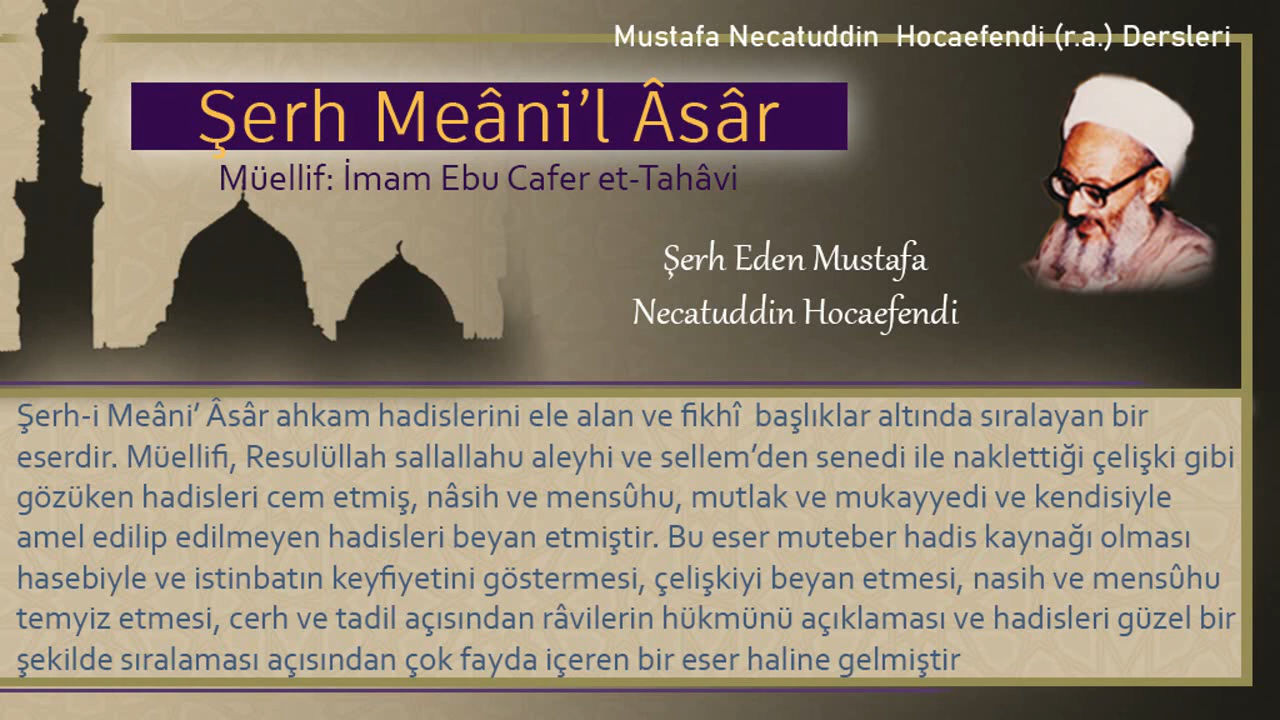 Mustafa Necatuddin Hocaefendi (r.a.) Dersleri
Şerh Meâni’l Âsâr
Müellif: İmam Ebu Cafer et-Tahâvi
Şerh Eden Mustafa
Necatuddin Hocaefendi
Şerh-i Meâni’ Âsâr ahkam hadislerini ele alan ve fikhî başlıklar altında sıralayan bir
eserdir. Müellifi, Resulüllah sallallahu aleyhi ve sellem’den senedi ile naklettiği çelişki gibi
gözüken hadisleri cem etmiş, nâsih ve mensûhu, mutlak ve mukayyedi ve kendisiyle
amel edilip edilmeyen hadisleri beyan etmiştir. Bu eser muteber hadis kaynağı olması
hasebiyle ve istinbatın keyfiyetini göstermesi, çelişkiyi beyan etmesi, nasih ve mensûhu
temyiz etmesi, cerh ve tadil açısından râvilerin hükmünü açıklaması ve hadisleri güzel bir
şekilde sıralaması açısından çok fayda içeren bir eser haline gelmiştir